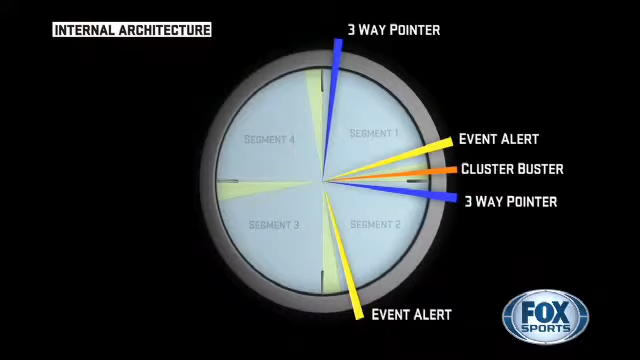 INTERNAL ARCHITECTURE
3 WAY POINTER
SEGMENT 4
SEGMENT 1
EVENT ALERT
CLUSTER BUSTER
3 WAY POINTER
SEGMENT 3
SEGMENT 2
EVENT ALERT
FOX
SPORTS